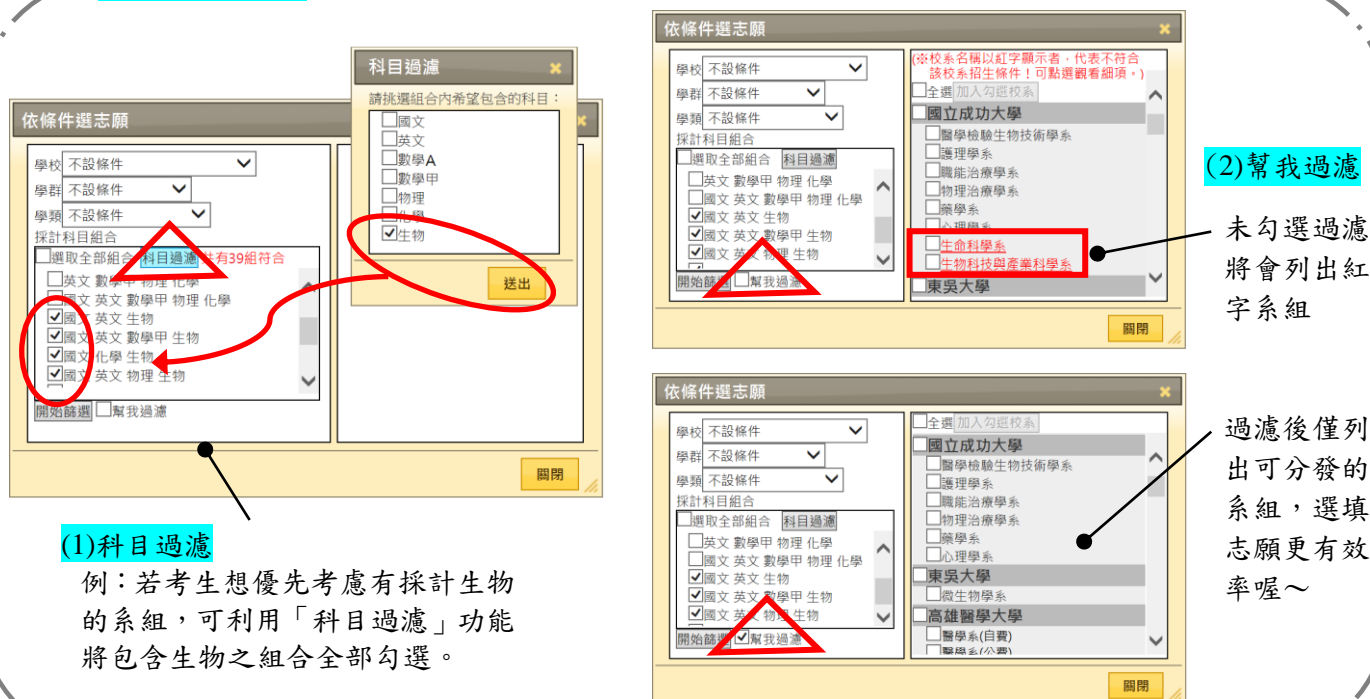 依條件選志願
學校 不設條件
學群 不設條件
學類 不設條件
採計科目組合
選取全部組合 科目過濾 共有39組符合
英文 數學甲 物理 化學
國文 英文 數學甲 物理 化學
國文 英文 生物
國文 英文 數學甲 生物
國文 化學 生物
國文 英文 物理 生物
開始篩選 幫我過濾
關閉
科目過濾
請挑選組合內希望包含的科目：
國文
英文
數學A
數學甲
物理
化學
生物
送出
(1)科目過濾
例：若考生想優先考慮有採計生物
的系組，可利用「科目過濾」功能
將包含生物之組合全部勾選。
依條件選志願
學校 不設條件
學群 不設條件
學類 不設條件
採計科目組合
選取全部組合 科目過濾
英文 數學甲 物理 化學
國文 英文 數學甲 物理 化學
國文 英文 生物
國文 英文 數學甲 生物
國文 英文 物理 生物
開始篩選 幫我過濾
(※校系名稱以紅字顯示者，代表不符合
該校系招生條件！可點選觀看細項。)
全選 加入勾選校系
國立成功大學
醫學檢驗生物技術學系
護理學系
職能治療學系
物理治療學系
藥學系
心理學系
生命科學系
生物科技與產業科學系
東吳大學
關閉
(2)幫我過濾
未勾選過濾
將會列出紅
字系組
依條件選志願
學校 不設條件
學群 不設條件
學類 不設條件
採計科目組合
選取全部組合 科目過濾
英文 數學甲 物理 化學
國文 英文 數學甲 物理 化學
國文 英文 生物
國文 英文 數學甲 生物
國文 英文 物理 生物
開始篩選 幫我過濾
全選 加入勾選校系
國立成功大學
醫學檢驗生物技術學系
護理學系
職能治療學系
物理治療學系
藥學系
心理學系
東吳大學
微生物學系
高雄醫學大學
醫學系(自費)
醫學系(公費)
關閉
過濾後僅列
出可分發的
系組，選填
志願更有效
率喔～